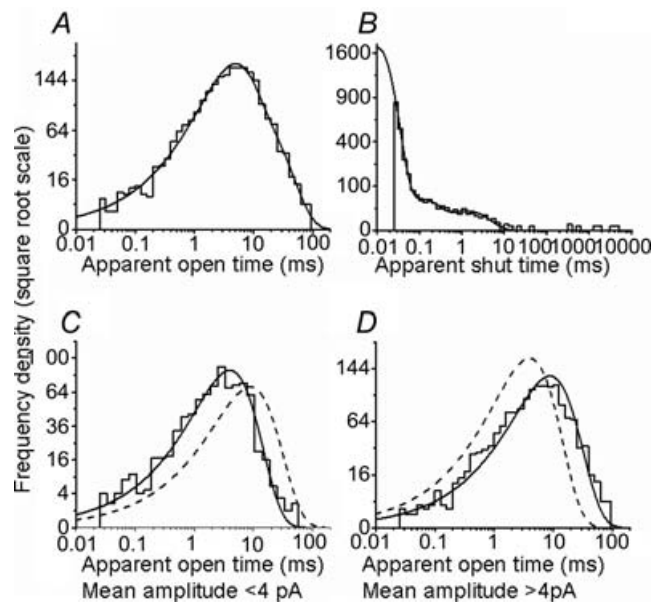 A
B
Frequency density (square root scale)
144
64
16
0
0.01 0.1 1 10 100
Apparent open time (ms)
1600
900
400
100
0
0.01 0.1 1 10 100
Apparent shut time (ms)
C
D
00
64
36
16
4
0
0.01 0.1 1 10 100
Apparent open time (ms)
Mean amplitude <4 pA
144
64
16
0
0.01 0.1 1 10 100
Apparent open time (ms)
Mean amplitude >4pA